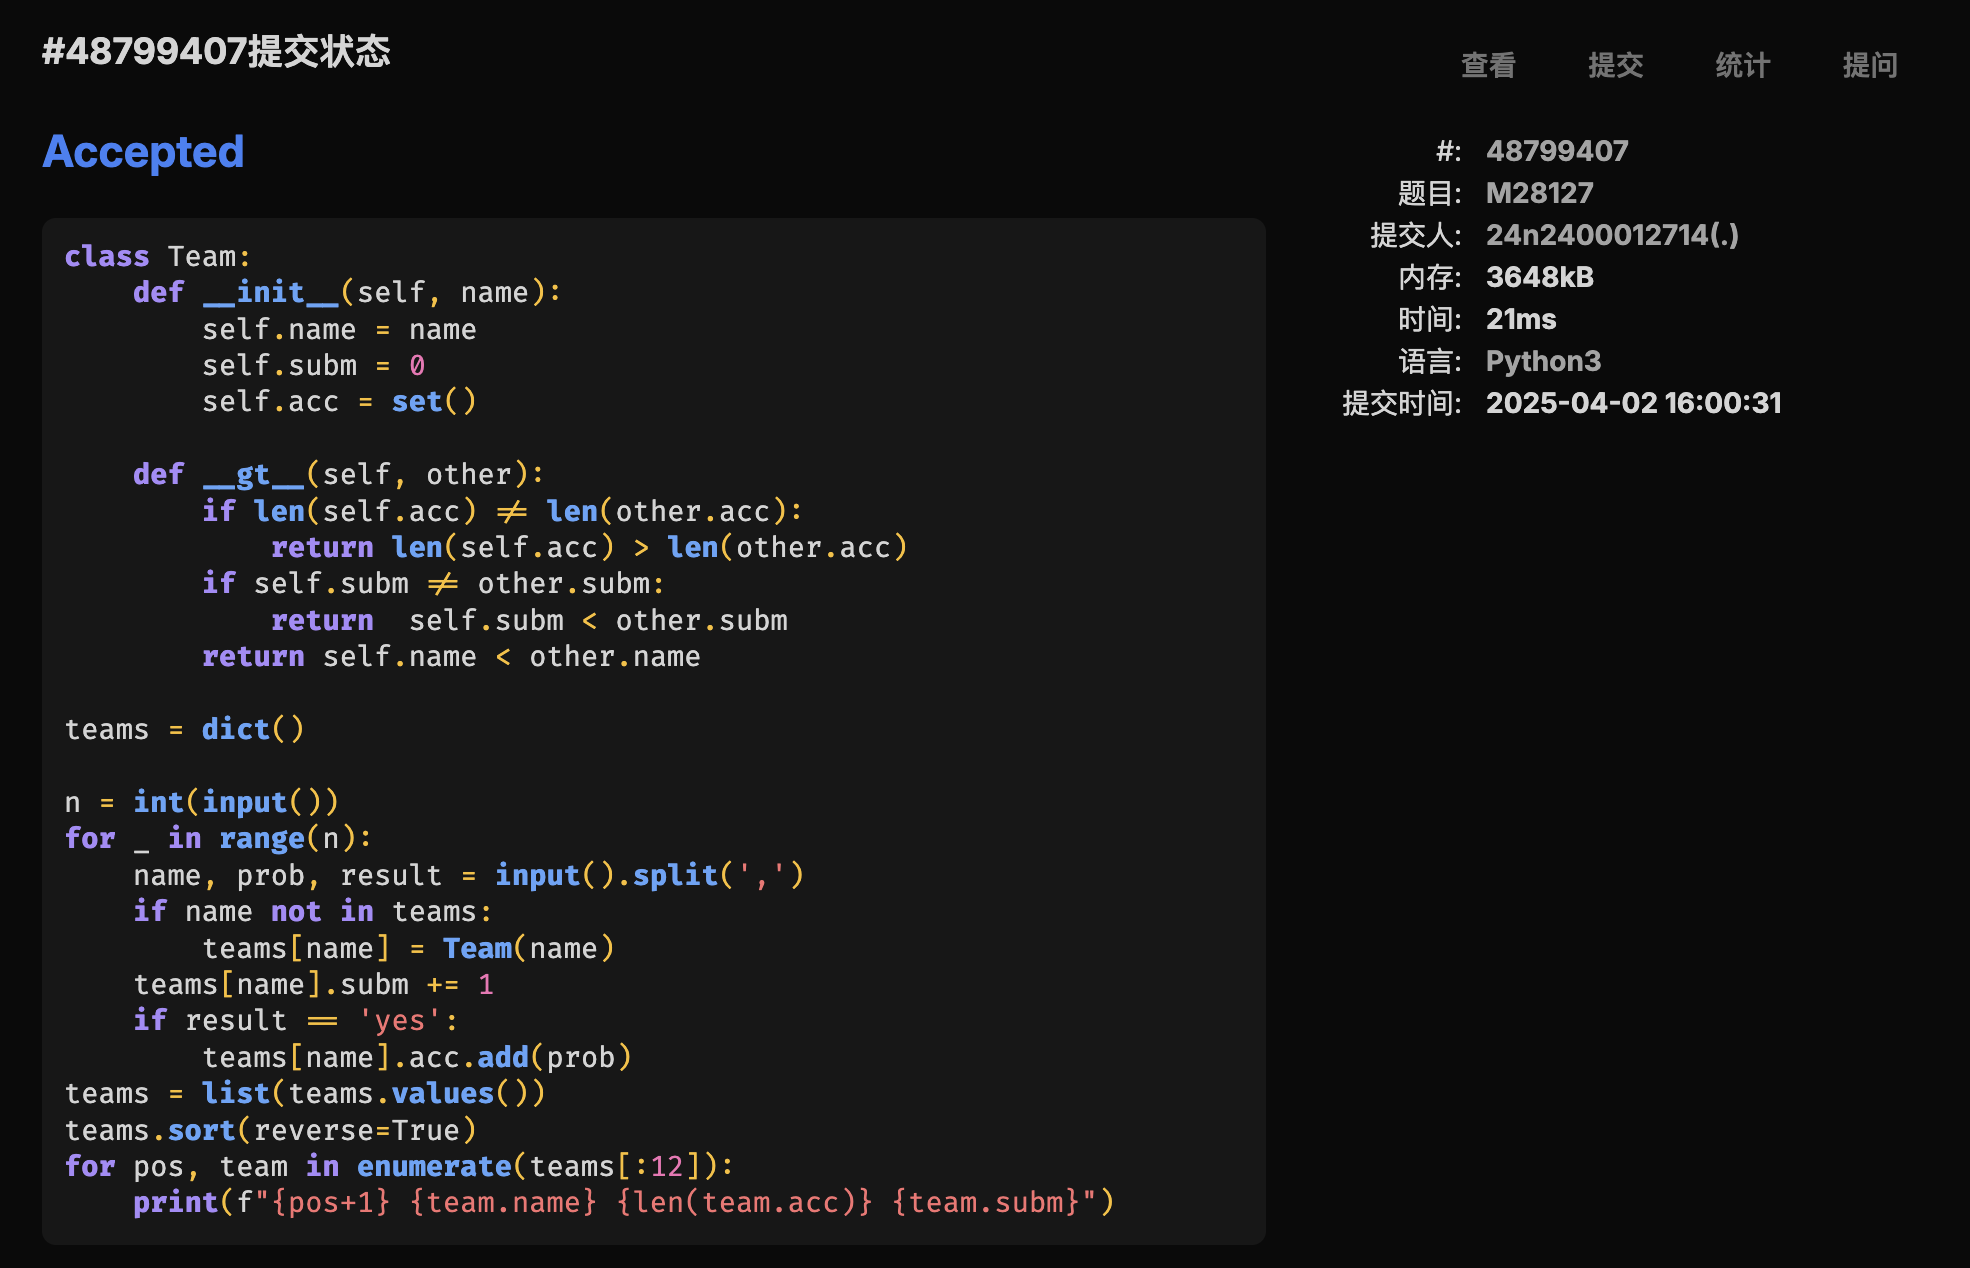 #48799407提交状态
查看 提交 统计 提问
Accepted
class Team:
    def __init__(self, name):
        self.name = name
        self.subm = 0
        self.acc = set()

    def __gt__(self, other):
        if len(self.acc) != len(other.acc):
            return len(self.acc) > len(other.acc)
        if self.subm != other.subm:
            return  self.subm < other.subm
        return self.name < other.name

teams = dict()

n = int(input())
for _ in range(n):
    name, prob, result = input().split(',')
    if name not in teams:
        teams[name] = Team(name)
    teams[name].subm += 1
    if result == 'yes':
        teams[name].acc.add(prob)
teams = list(teams.values())
teams.sort(reverse=True)
for pos, team in enumerate(teams[:12]):
    print(f"{pos+1} {team.name} {len(team.acc)} {team.subm}")
#: 48799407
题目: M28127
提交人: 24n2400012714(.)
内存: 3648kB
时间: 21ms
语言: Python3
提交时间: 2025-04-02 16:00:31